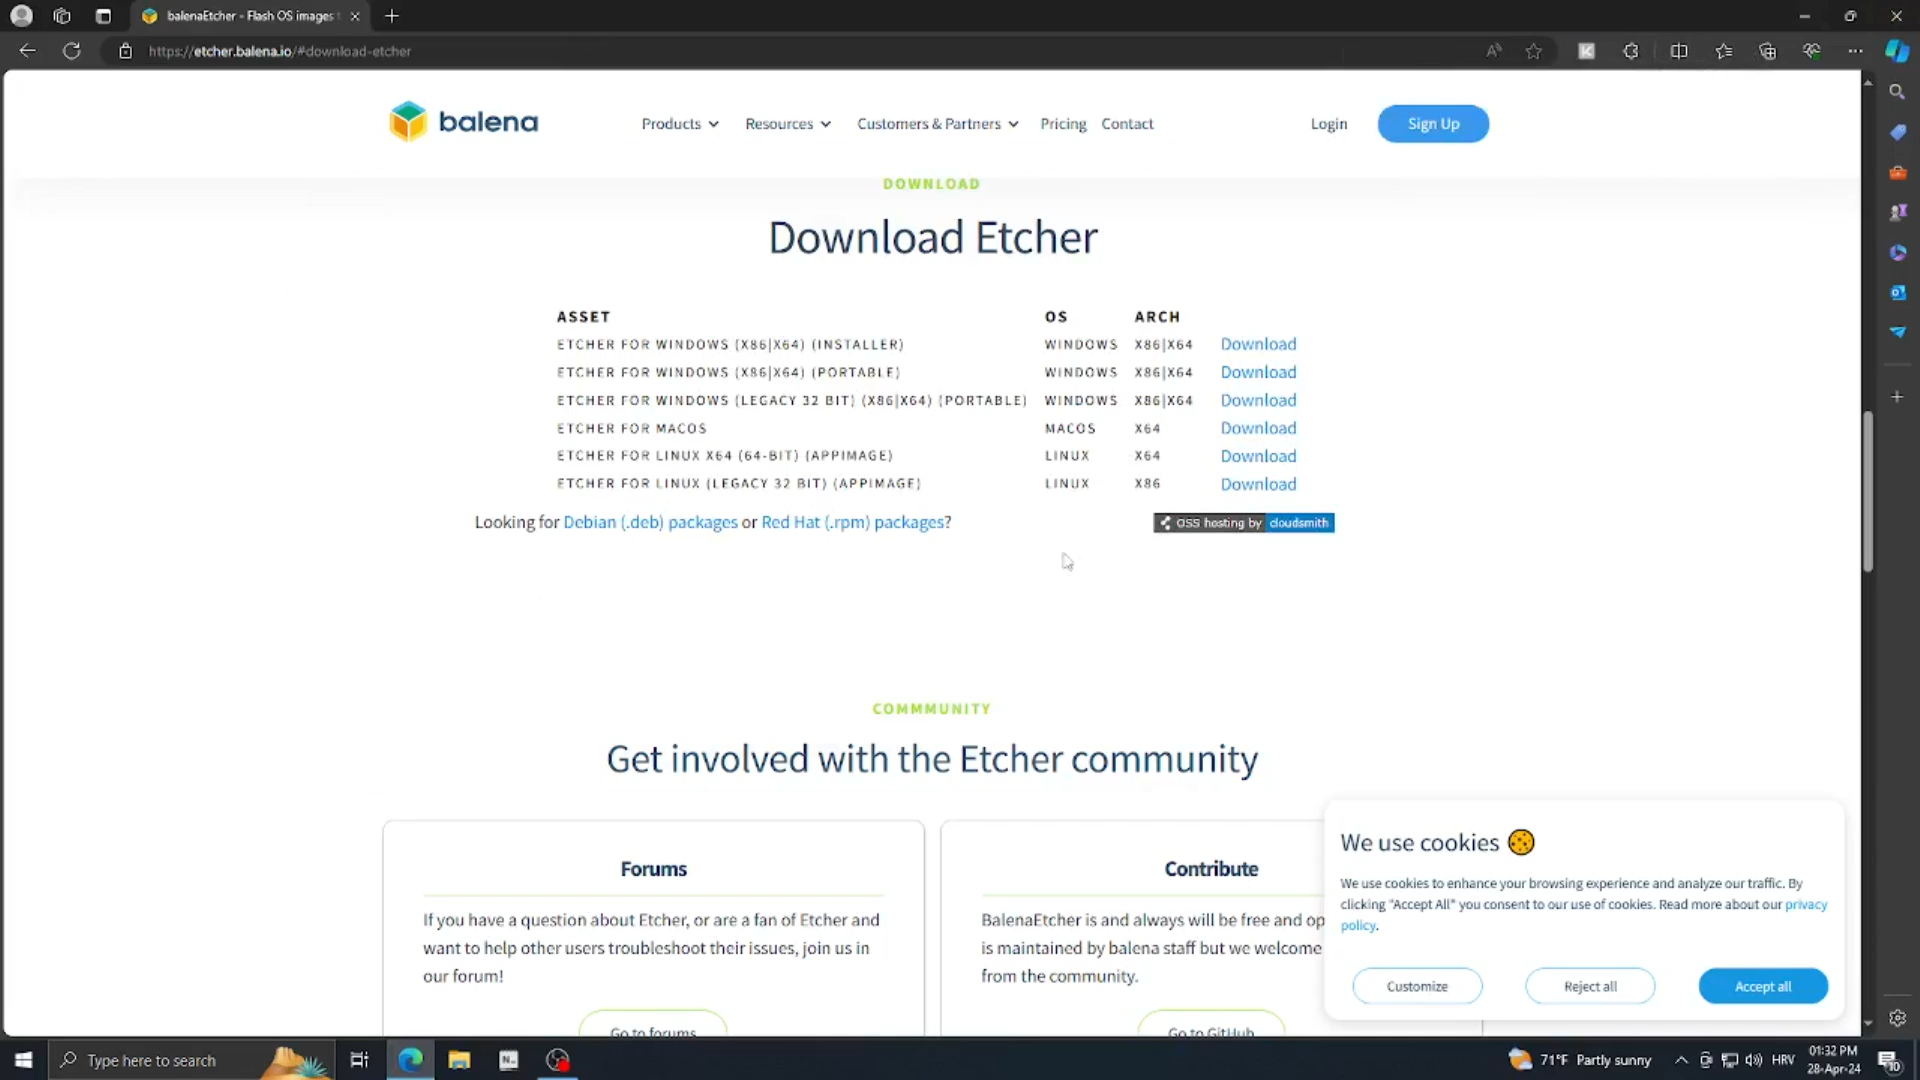 balenaEtcher - Flash OS images
https://etcher.balena.io/#download-etcher
balena
Products
Resources
Customers & Partners
Pricing
Contact
Login
Sign Up
DOWNLOAD
Download Etcher
ASSET OS ARCH
ETCHER FOR WINDOWS (X86|X64) (INSTALLER) WINDOWS X86|X64 Download
ETCHER FOR WINDOWS (X86|X64) (PORTABLE) WINDOWS X86|X64 Download
ETCHER FOR WINDOWS (LEGACY 32 BIT) (X86|X64) (PORTABLE) WINDOWS X86|X64 Download
ETCHER FOR MACOS MACOS X64 Download
ETCHER FOR LINUX X64 (64-BIT) (APPIMAGE) LINUX X64 Download
ETCHER FOR LINUX (LEGACY 32 BIT) (APPIMAGE) LINUX X86 Download
Looking for Debian (.deb) packages or Red Hat (.rpm) packages?
OSS hosting by cloudsmith
COMMMUNITY
Get involved with the Etcher community
Forums
If you have a question about Etcher, or are a fan of Etcher and
want to help other users troubleshoot their issues, join us in
our forum!
Go to forums
Contribute
BalenaEtcher is and always will be free and op
is maintained by balena staff but we welcome
from the community.
Go to GitHub
We use cookies
We use cookies to enhance your browsing experience and analyze our traffic. By
clicking "Accept All" you consent to our use of cookies. Read more about our privacy
policy.
Customize
Reject all
Accept all
Type here to search
71°F Partly sunny
HRV
01:32 PM
28-Apr-24